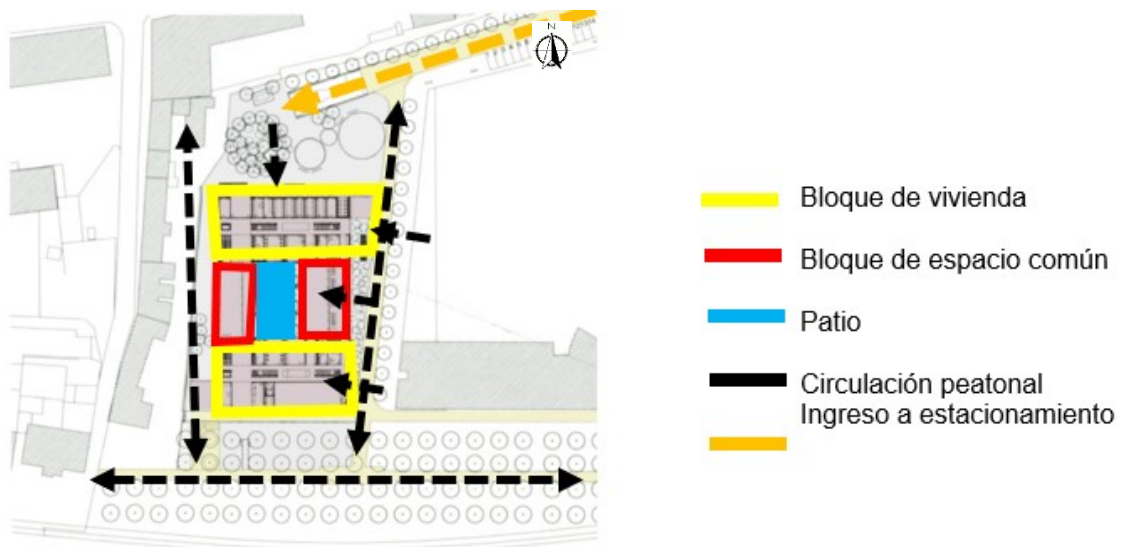 N
Bloque de vivienda
Bloque de espacio común
Patio
Circulación peatonal
Ingreso a estacionamiento